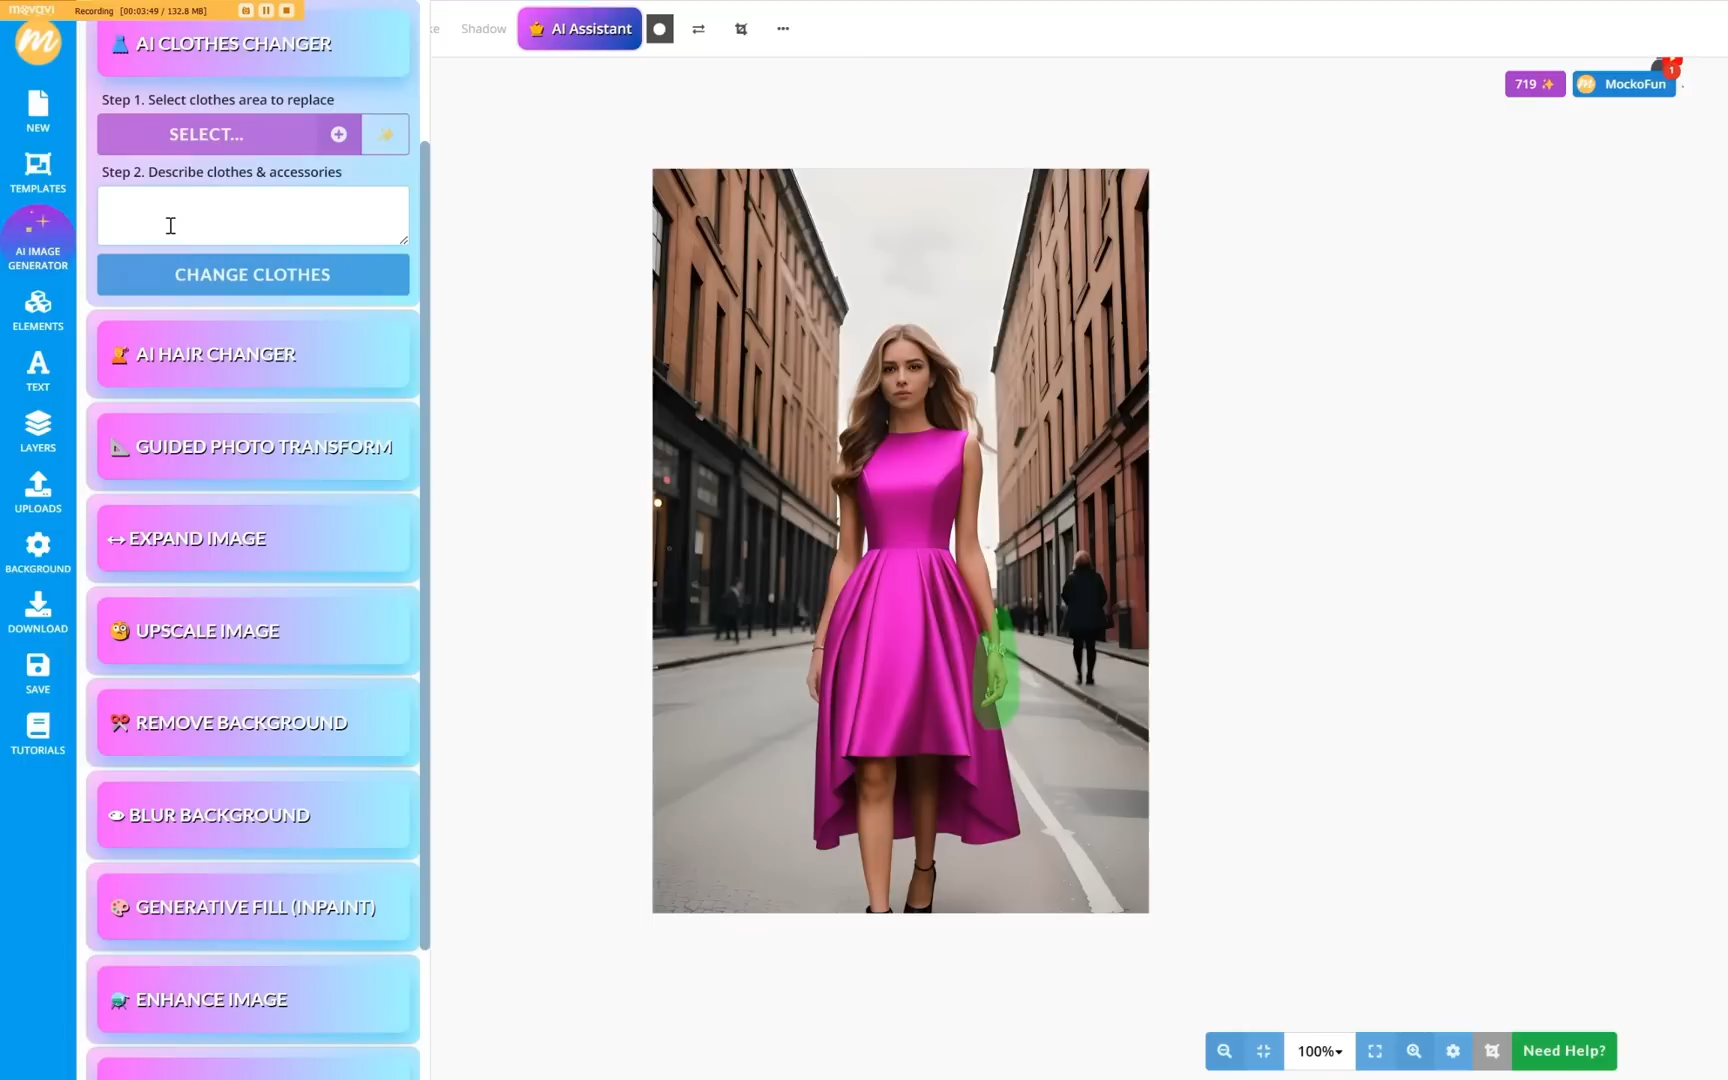 movavi Recording [00:03:49 / 132.8 MB]
m
NEW
TEMPLATES
AI IMAGE
GENERATOR
ELEMENTS
A
TEXT
LAYERS
UPLOADS
BACKGROUND
DOWNLOAD
SAVE
TUTORIALS
AI CLOTHES CHANGER
Step 1. Select clothes area to replace
SELECT...
Step 2. Describe clothes & accessories
CHANGE CLOTHES
AI HAIR CHANGER
GUIDED PHOTO TRANSFORM
EXPAND IMAGE
UPSCALE IMAGE
REMOVE BACKGROUND
BLUR BACKGROUND
GENERATIVE FILL (INPAINT)
ENHANCE IMAGE
ke Shadow AI Assistant
719 m MockoFun 1
100% Need Help?